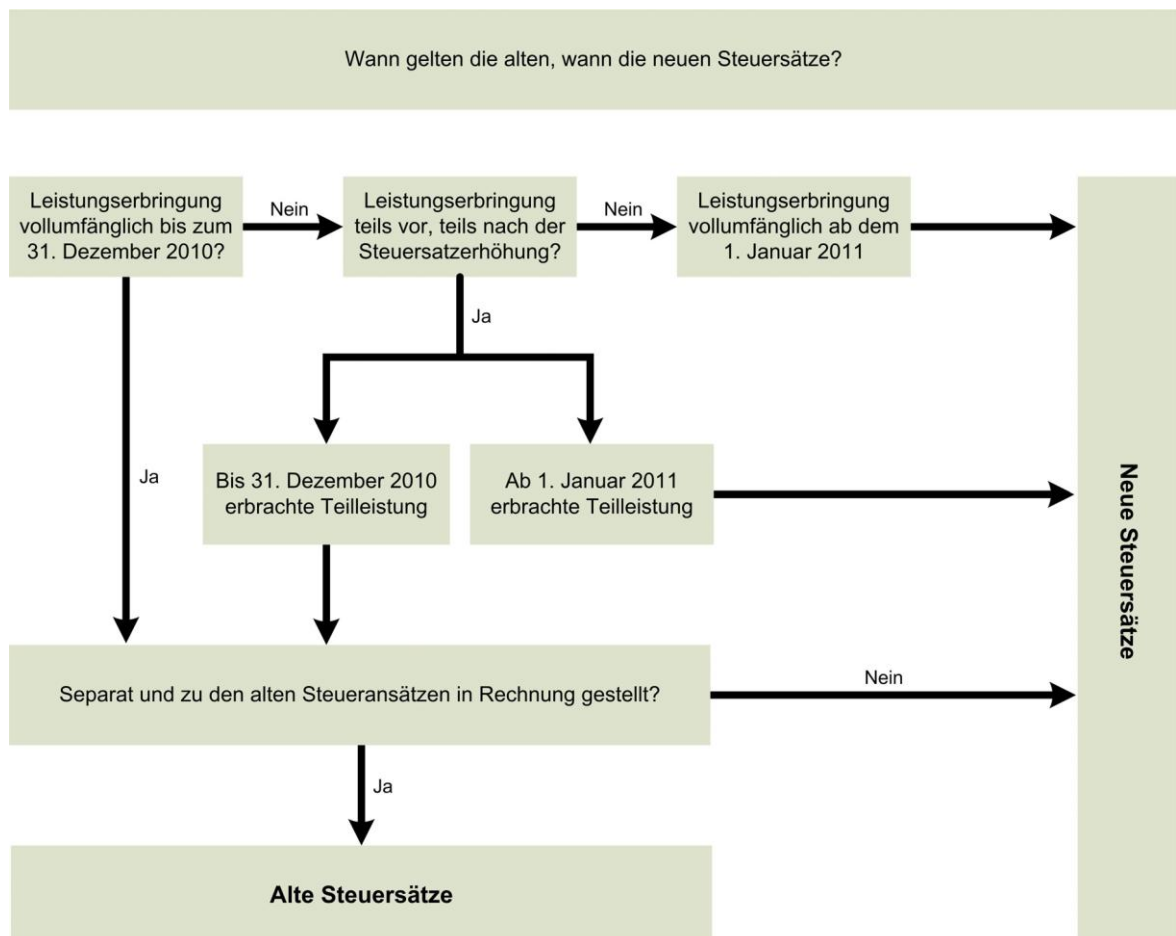 Wann gelten die alten, wann die neuen Steuersätze?
Leistungserbringung
vollumfänglich bis zum
31. Dezember 2010?
Nein
Leistungserbringung
teils vor, teils nach der
Steuersatzerhöhung?
Nein
Leistungserbringung
vollumfänglich ab dem
1. Januar 2011
Ja
Ja
Bis 31. Dezember 2010
erbrachte Teilleistung
Ab 1. Januar 2011
erbrachte Teilleistung
Neue Steuersätze
Separat und zu den alten Steueransätzen in Rechnung gestellt?
Nein
Ja
Alte Steuersätze